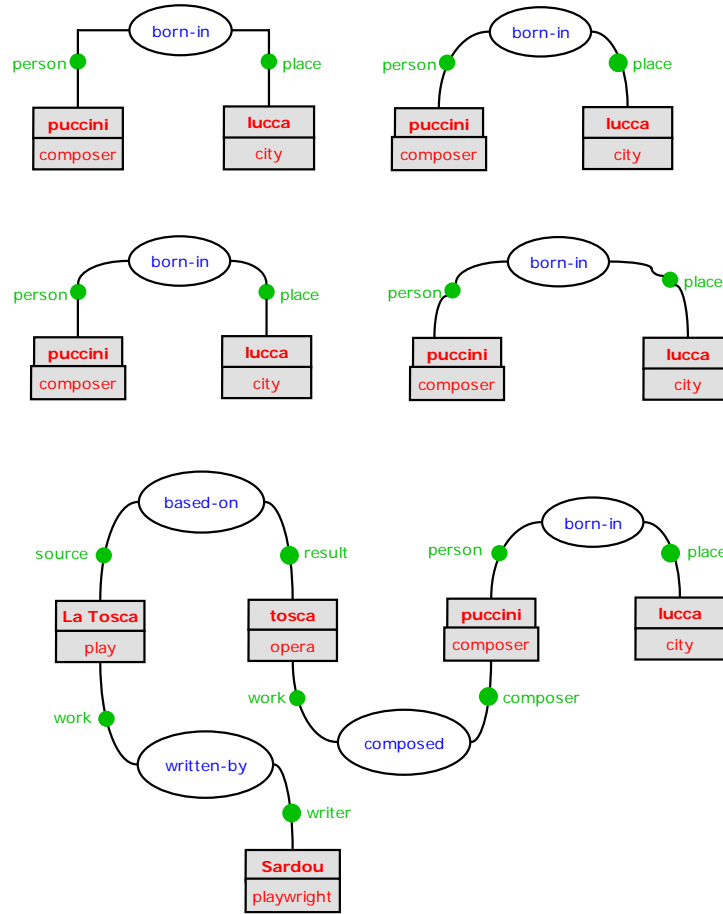 born-in
person
place
puccini
composer
lucca
city
born-in
person
place
puccini
composer
lucca
city
born-in
person
place
puccini
composer
lucca
city
born-in
person
place
puccini
composer
lucca
city
based-on
source
result
La Tosca
play
tosca
opera
born-in
person
place
puccini
composer
lucca
city
work
written-by
work
composed
composer
writer
Sardou
playwright